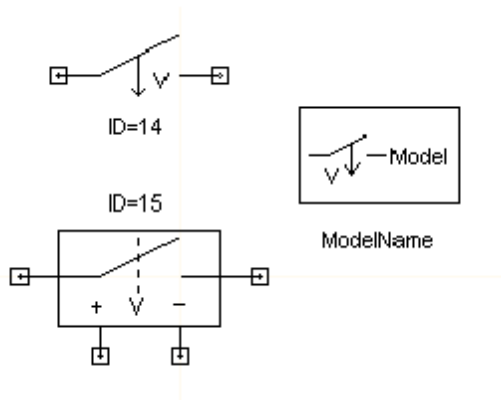 V
ID=14
V
Model
ID=15
ModelName
+ V −